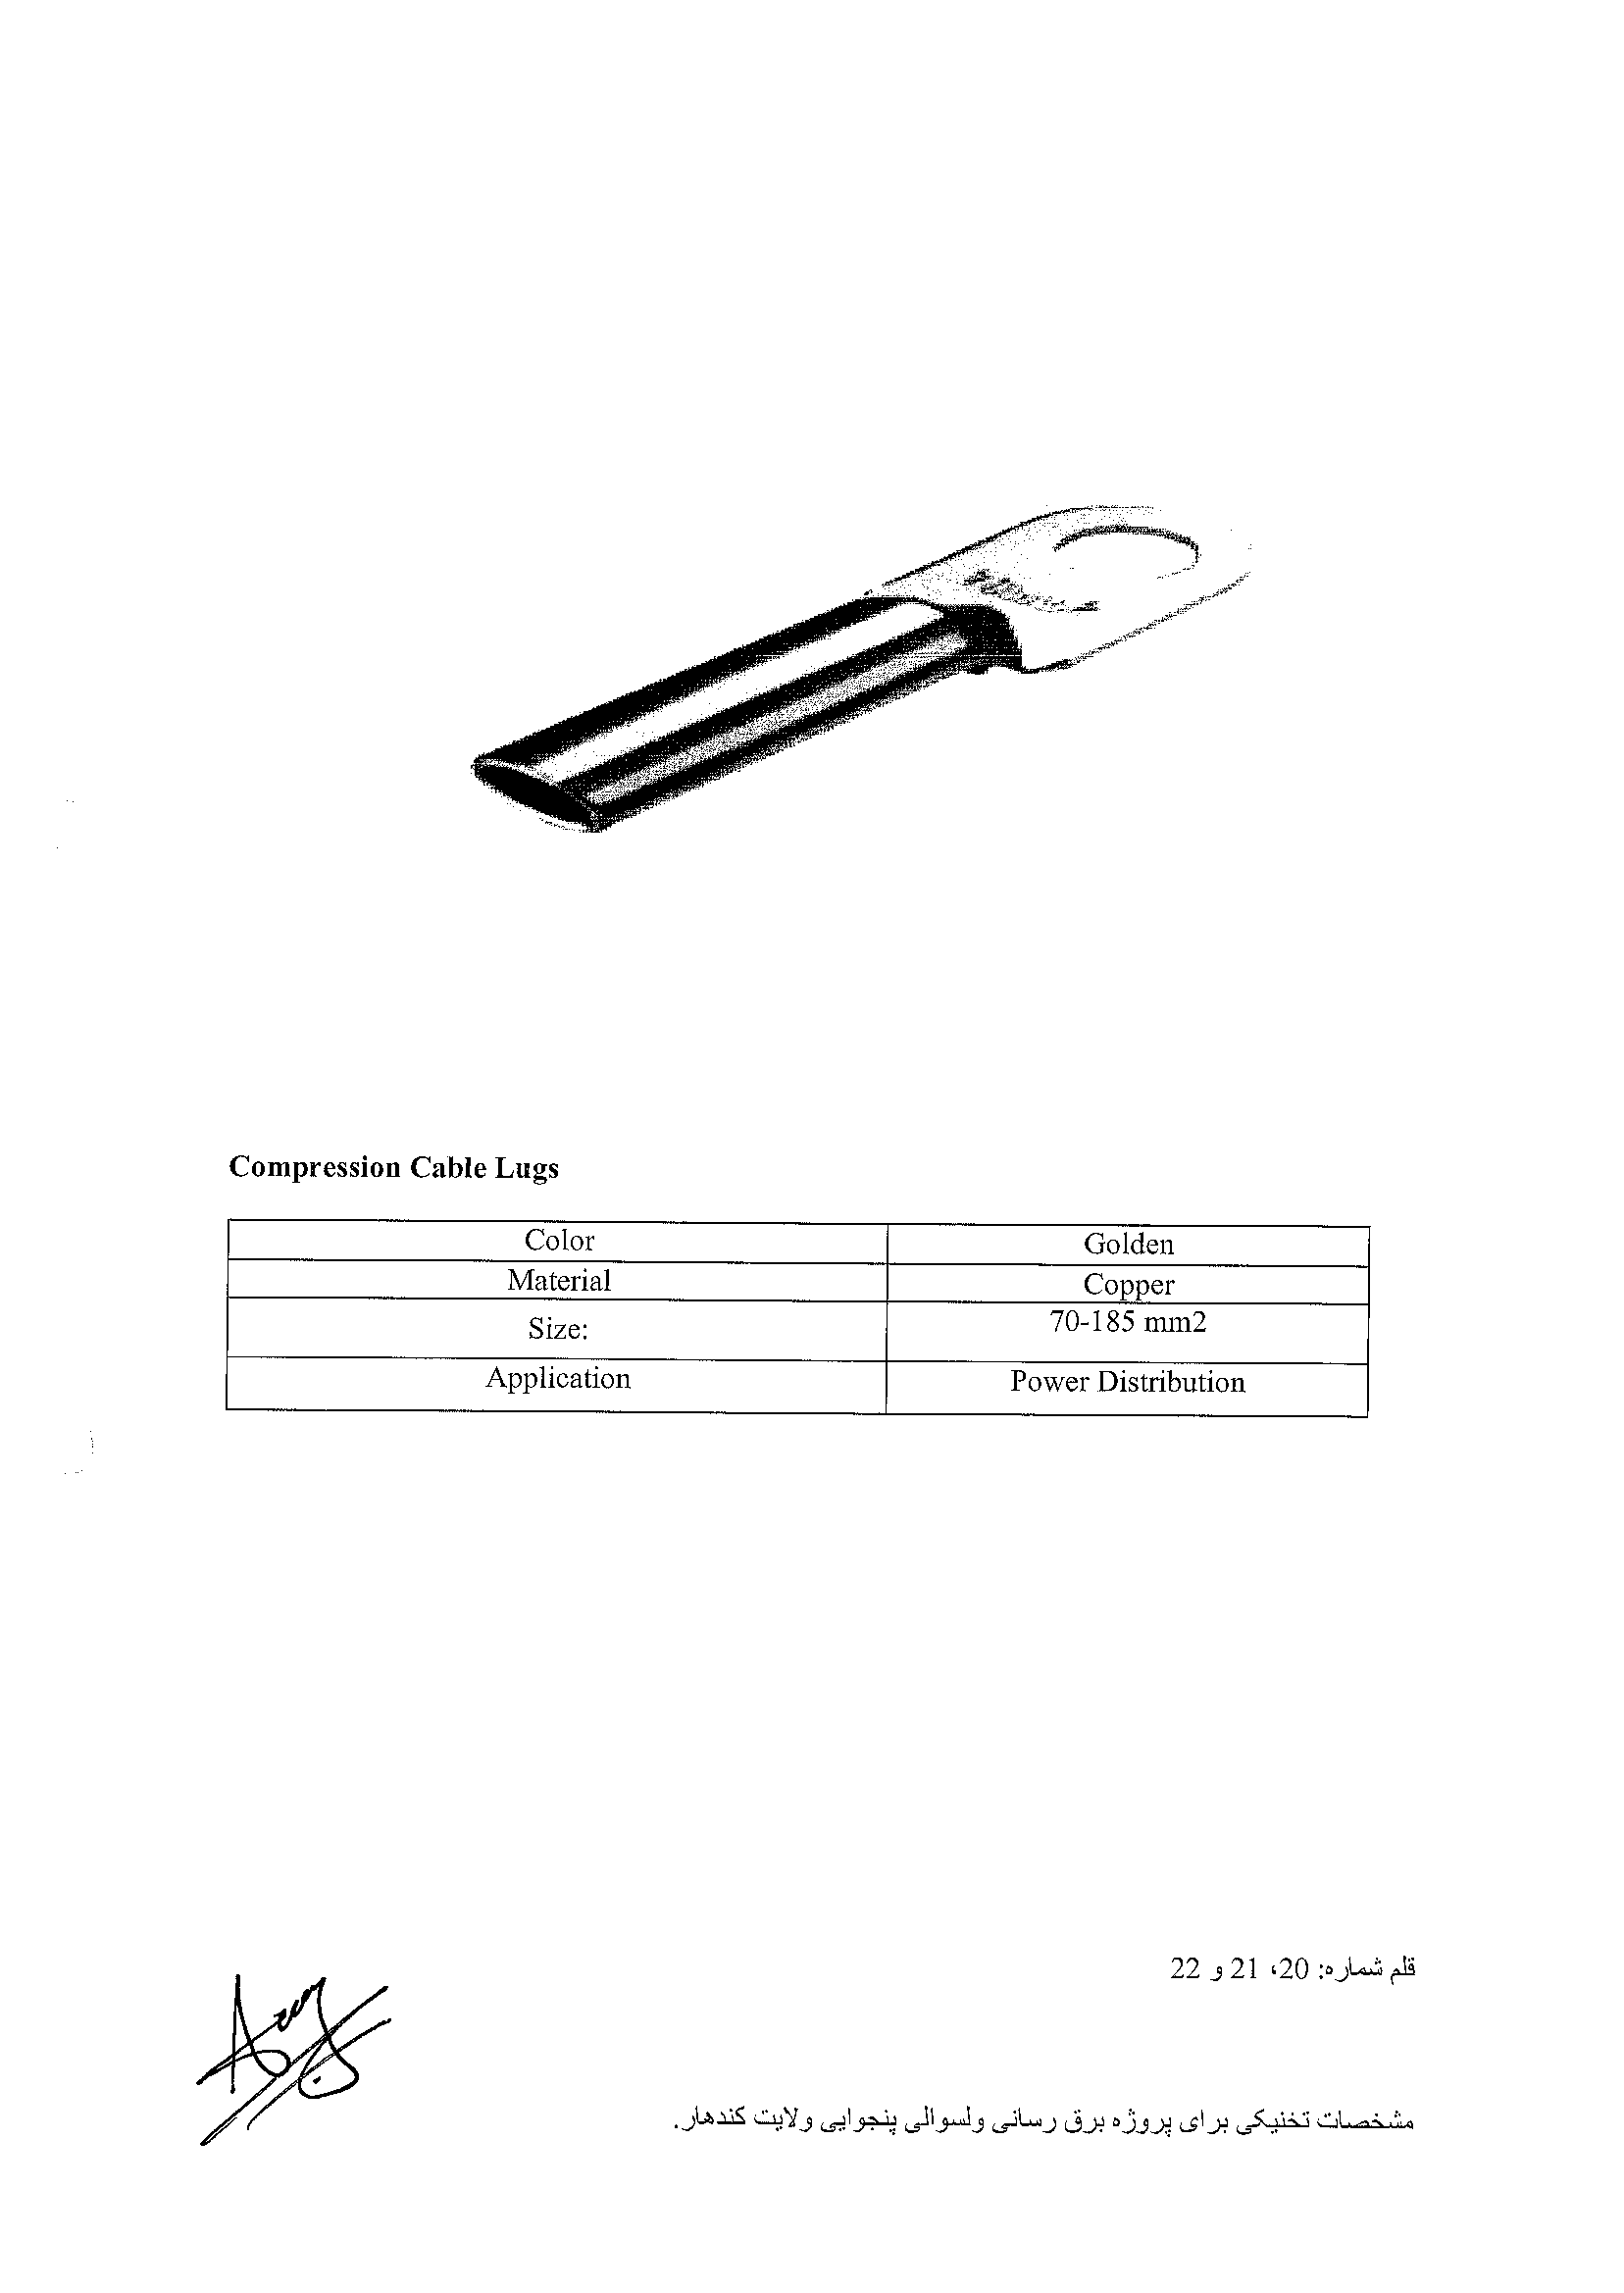 Compression Cable Lugs
Color Golden
Material Copper
Size: 70-185 mm2
Application Power Distribution
قلم شماره: 20، 21 و 22
مشخصات تخنیکی برای پروژه برق رسانی ولسوالی پنجوایی ولایت کندهار.